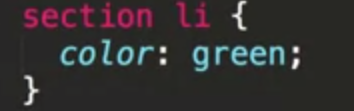 section li {
  color: green;
}